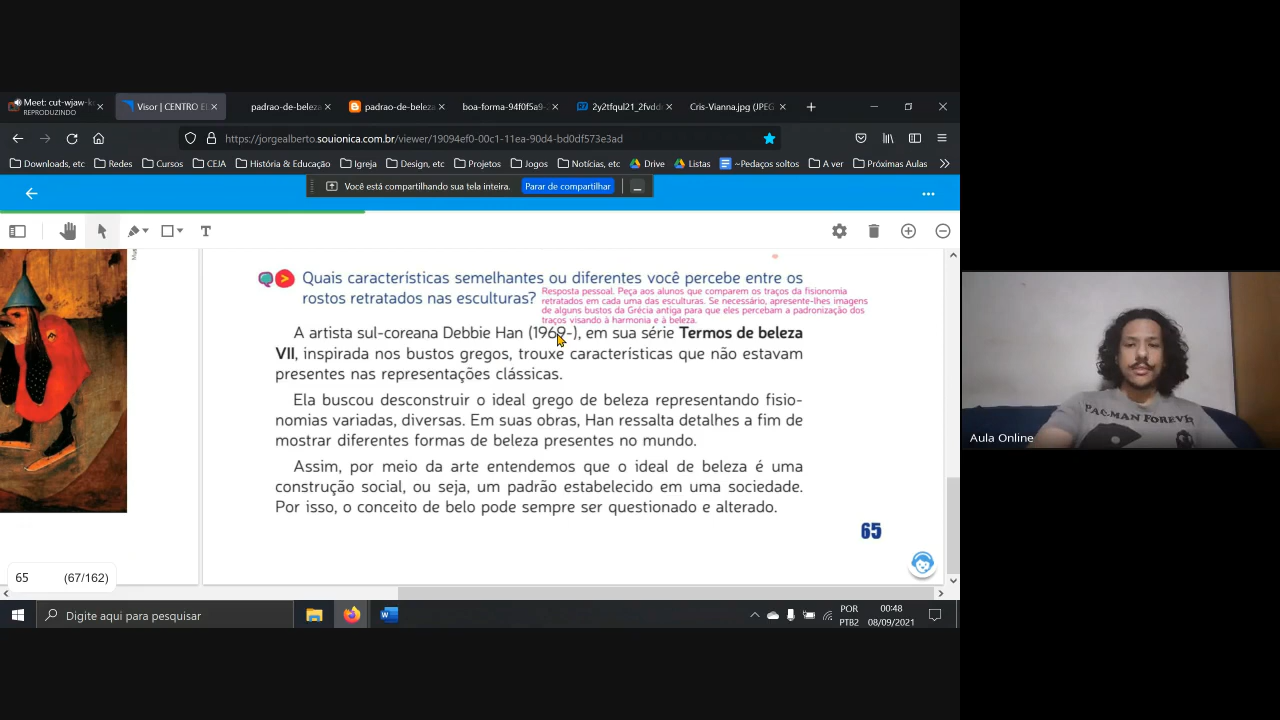 Meet: cut-wjaw-k
REPRODUZINDO
Visor | CENTRO E
padrao-de-beleza
padrao-de-beleza
boa-forma-94f0f5a9-2
2y2tfqul21_2fvdd
Cris-Vianna.jpg (JPEG
https://jorgealberto.souionica.com.br/viewer/19094ef0-00c1-11ea-90d4-bd0df573e3ad
Downloads, etc Redes Cursos CEJA História & Educação Igreja Design, etc Projetos Jogos Notícias, etc Drive Listas ~Pedaços soltos A ver Próximas Aulas
Você está compartilhando sua tela inteira. Parar de compartilhar
Quais características semelhantes ou diferentes você percebe entre os
rostos retratados nas esculturas?
Resposta pessoal. Peça aos alunos que comparem os traços da fisionomia
retratados em cada uma das esculturas. Se necessário, apresente-lhes imagens
de alguns bustos da Grécia antiga para que eles percebam a padronização dos
traços visando à harmonia e à beleza.
A artista sul-coreana Debbie Han (1969-), em sua série Termos de beleza
VII, inspirada nos bustos gregos, trouxe características que não estavam
presentes nas representações clássicas.
Ela buscou desconstruir o ideal grego de beleza representando fisio-
nomias variadas, diversas. Em suas obras, Han ressalta detalhes a fim de
mostrar diferentes formas de beleza presentes no mundo.
Assim, por meio da arte entendemos que o ideal de beleza é uma
construção social, ou seja, um padrão estabelecido em uma sociedade.
Por isso, o conceito de belo pode sempre ser questionado e alterado.
65
65 (67/162)
Digite aqui para pesquisar
POR
PTB2
00:48
08/09/2021
PAC-MAN FOREVER
Aula Online